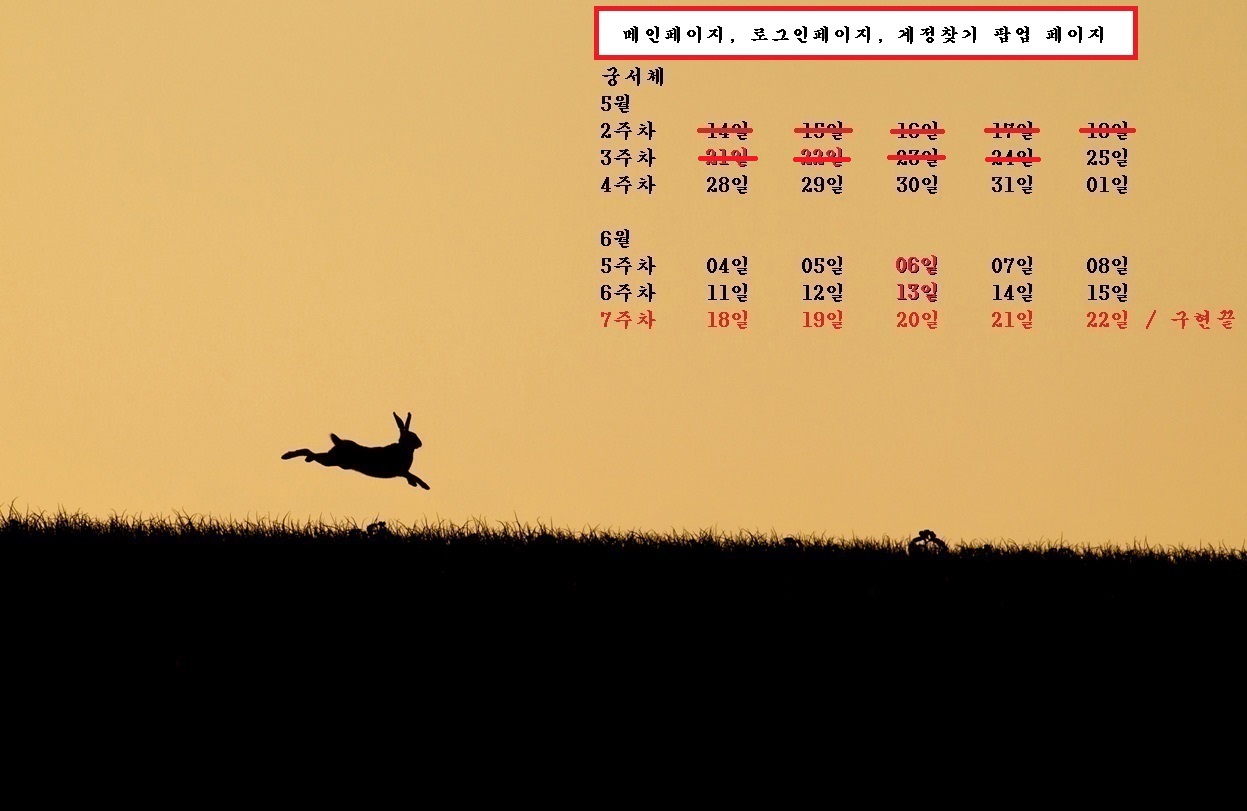 메인페이지, 로그인페이지, 계정찾기 팝업 페이지
궁서체
5월
2주차 14일 15일 16일 17일 18일
3주차 21일 22일 23일 24일 25일
4주차 28일 29일 30일 31일 01일
6월
5주차 04일 05일 06일 07일 08일
6주차 11일 12일 13일 14일 15일
7주차 18일 19일 20일 21일 22일 / 구현끝